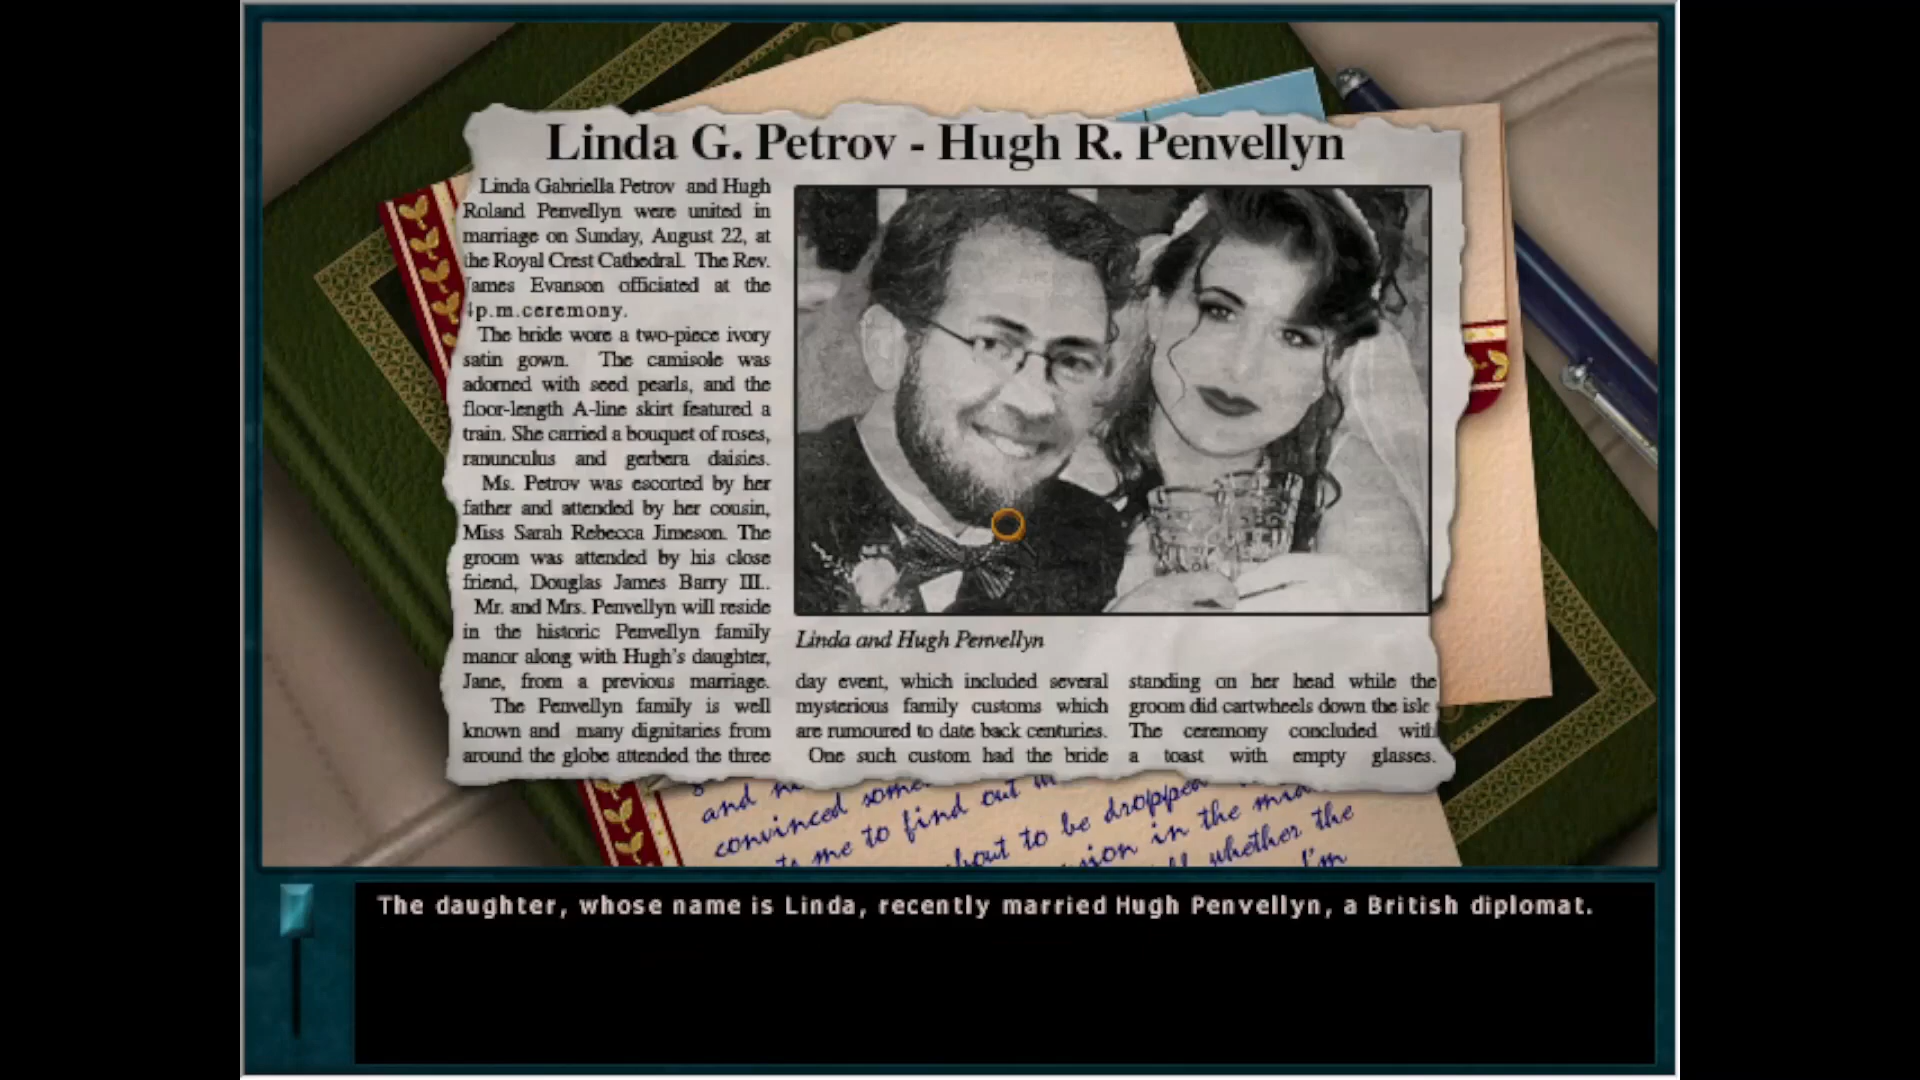 Linda G. Petrov - Hugh R. Penvellyn
Linda Gabriella Petrov and Hugh
Roland Penvellyn were united in
marriage on Sunday, August 22, at
the Royal Crest Cathedral. The Rev.
James Evanson officiated at the
4p.m.ceremony.
The bride wore a two-piece ivory
satin gown. The camisole was
adorned with seed pearls, and the
floor-length A-line skirt featured a
train. She carried a bouquet of roses,
ranunculus and gerbera daisies.
Ms. Petrov was escorted by her
father and attended by her cousin,
Miss Sarah Rebecca Jimeson. The
groom was attended by his close
friend, Douglas James Barry III..
Mr. and Mrs. Penvellyn will reside
in the historic Penvellyn family
manor along with Hugh's daughter,
Jane, from a previous marriage.
The Penvellyn family is well
known and many dignitaries from
around the globe attended the three
Linda and Hugh Penvellyn
day event, which included several
mysterious family customs which
are rumoured to date back centuries.
One such custom had the bride
standing on her head while the
groom did cartwheels down the isle
The ceremony concluded with
a toast with empty glasses.
and
convinced some
me to find out
about to be dropped
in the
whether the
I'm
The daughter, whose name is Linda, recently married Hugh Penvellyn, a British diplomat.